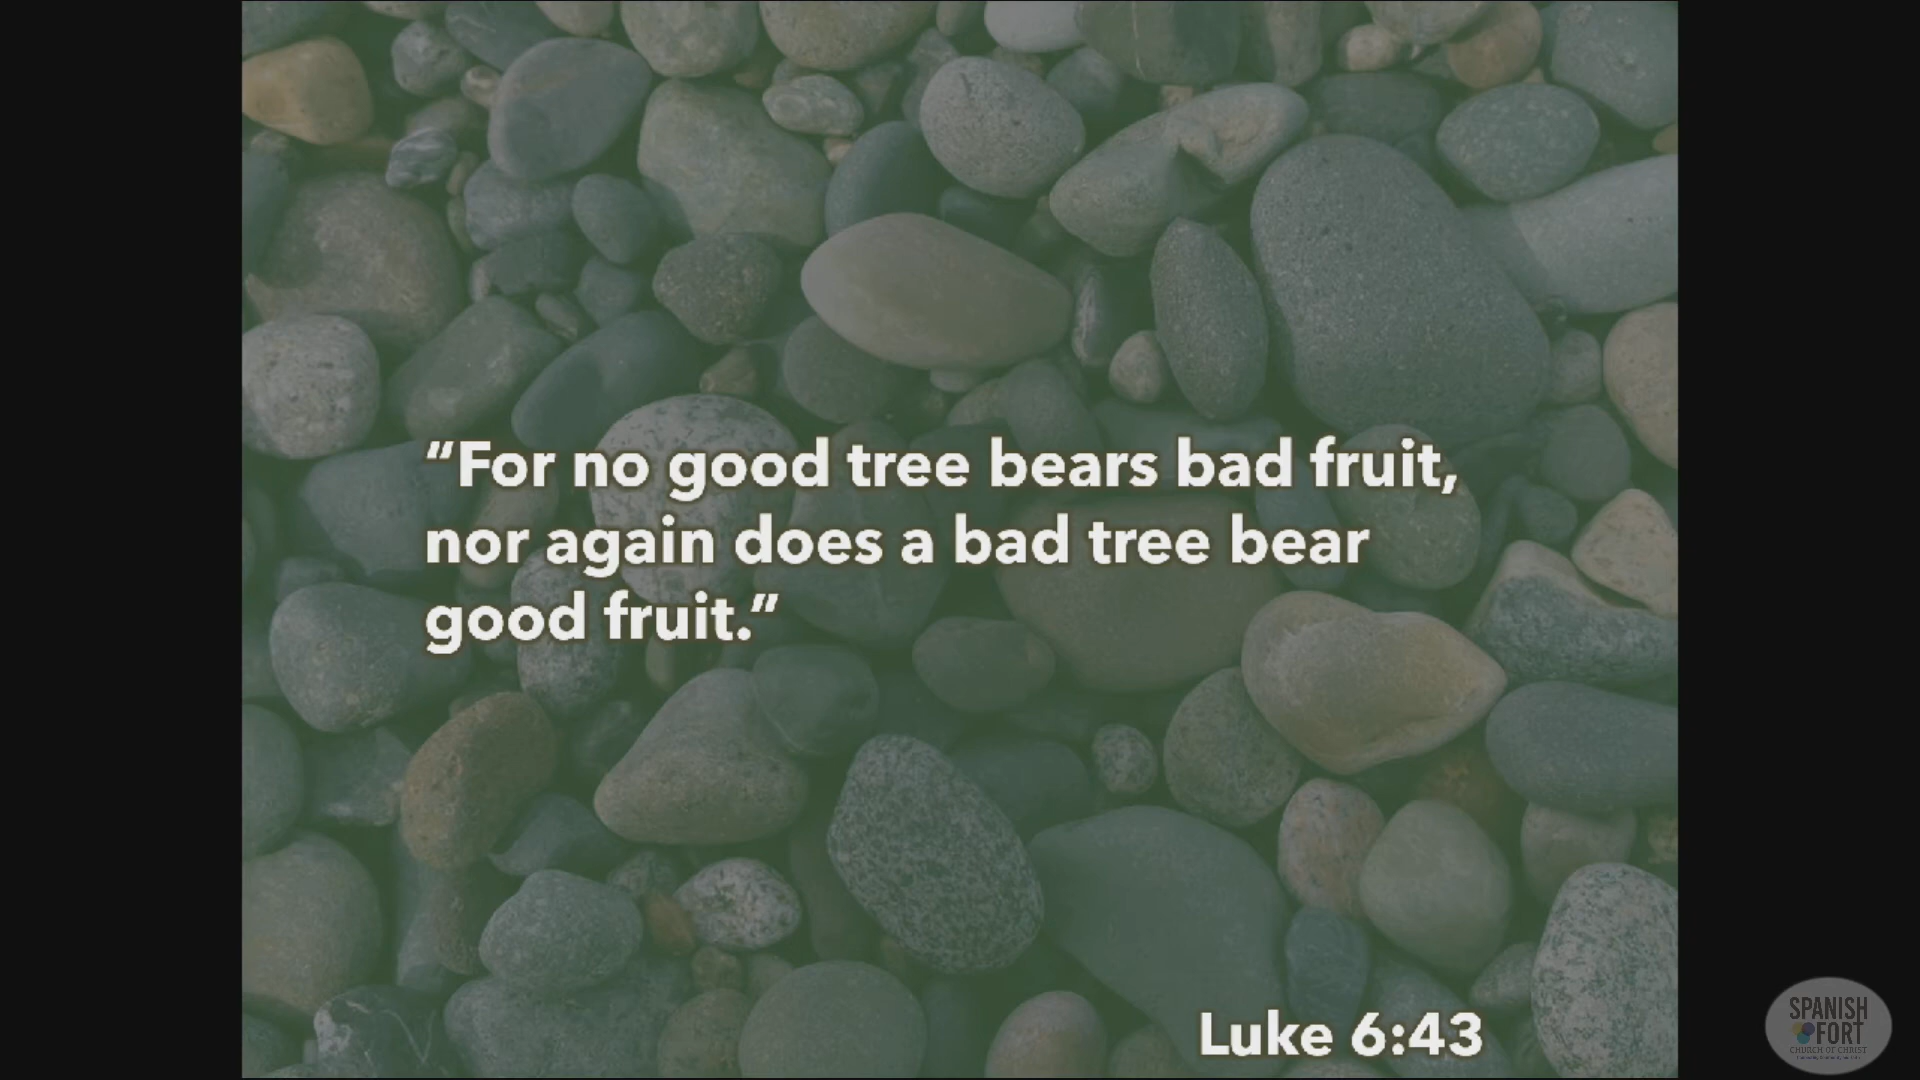 “For no good tree bears bad fruit,
nor again does a bad tree bear
good fruit.”
Luke 6:43
SPANISH
FORT
CHURCH OF CHRIST